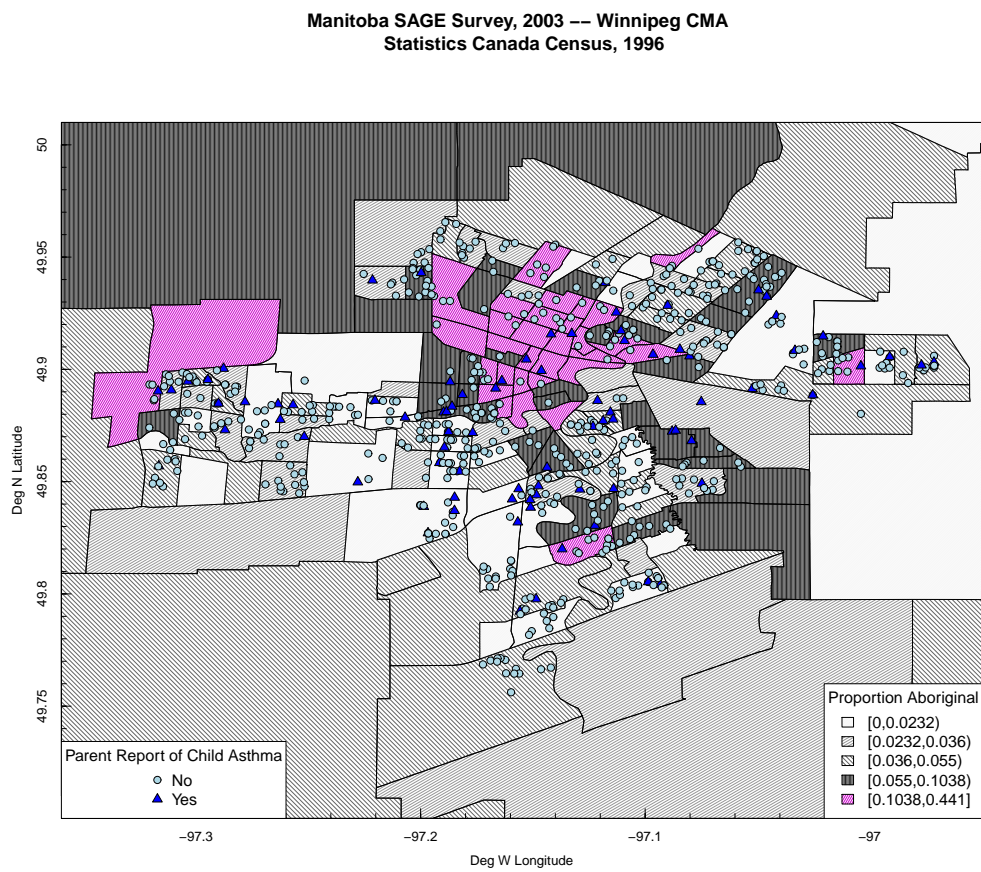 Manitoba SAGE Survey, 2003 −− Winnipeg CMA
Statistics Canada Census, 1996
50
49.95
49.9
49.85
49.8
49.75
Deg N Latitude
Proportion Aboriginal
[0,0.0232)
[0.0232,0.036)
[0.036,0.055)
[0.055,0.1038)
[0.1038,0.441]
Parent Report of Child Asthma
No
Yes
−97.3
−97.2
−97.1
−97
Deg W Longitude